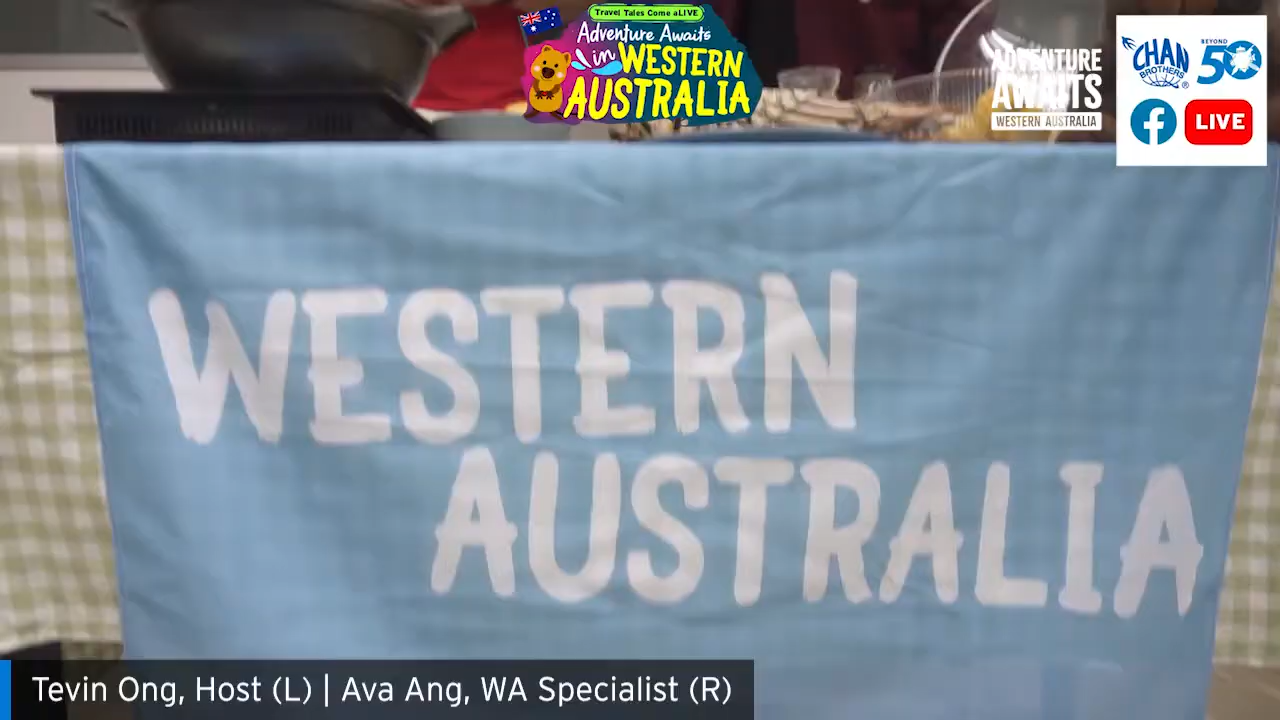 Travel Tales Come aLIVE
Adventure Awaits
in WESTERN
AUSTRALIA
ADVENTURE
AWAITS
WESTERN AUSTRALIA
CHAN
BROTHERS
®
BEYOND
50
LIVE
WESTERN
AUSTRALIA
Tevin Ong, Host (L) | Ava Ang, WA Specialist (R)